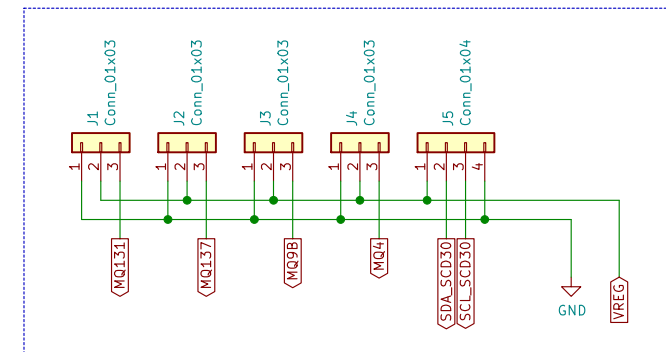 J1
Conn_01x03
J2
Conn_01x03
J3
Conn_01x03
J4
Conn_01x03
J5
Conn_01x04
1
2
3
1
2
3
1
2
3
1
2
3
1
2
3
4
MQ131
MQ137
MQ9B
MQ4
SDA_SCD30
SCL_SCD30
GND
VREG